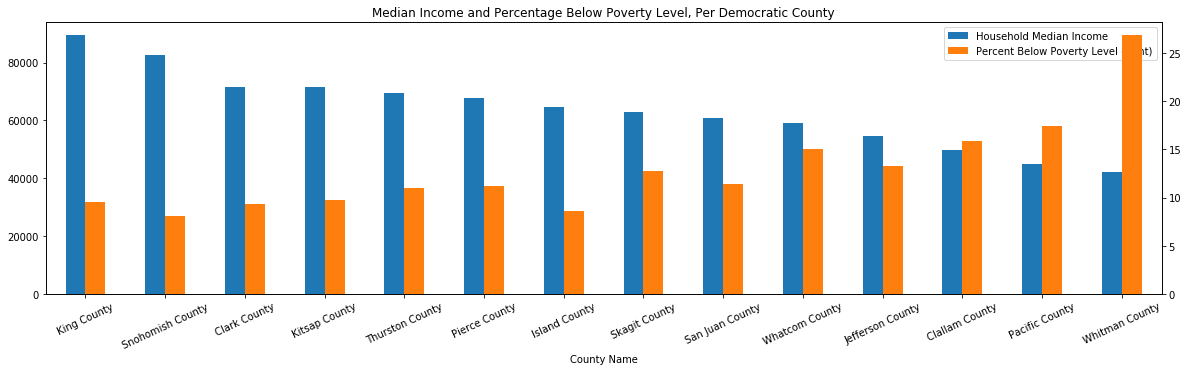 Median Income and Percentage Below Poverty Level, Per Democratic County
Household Median Income
Percent Below Poverty Level
80000
60000
40000
20000
0
25
20
15
10
5
0
King County
Snohomish County
Clark County
Kitsap County
Thurston County
Pierce County
Island County
Skagit County
San Juan County
Whatcom County
Jefferson County
Clallam County
Pacific County
Whitman County
County Name